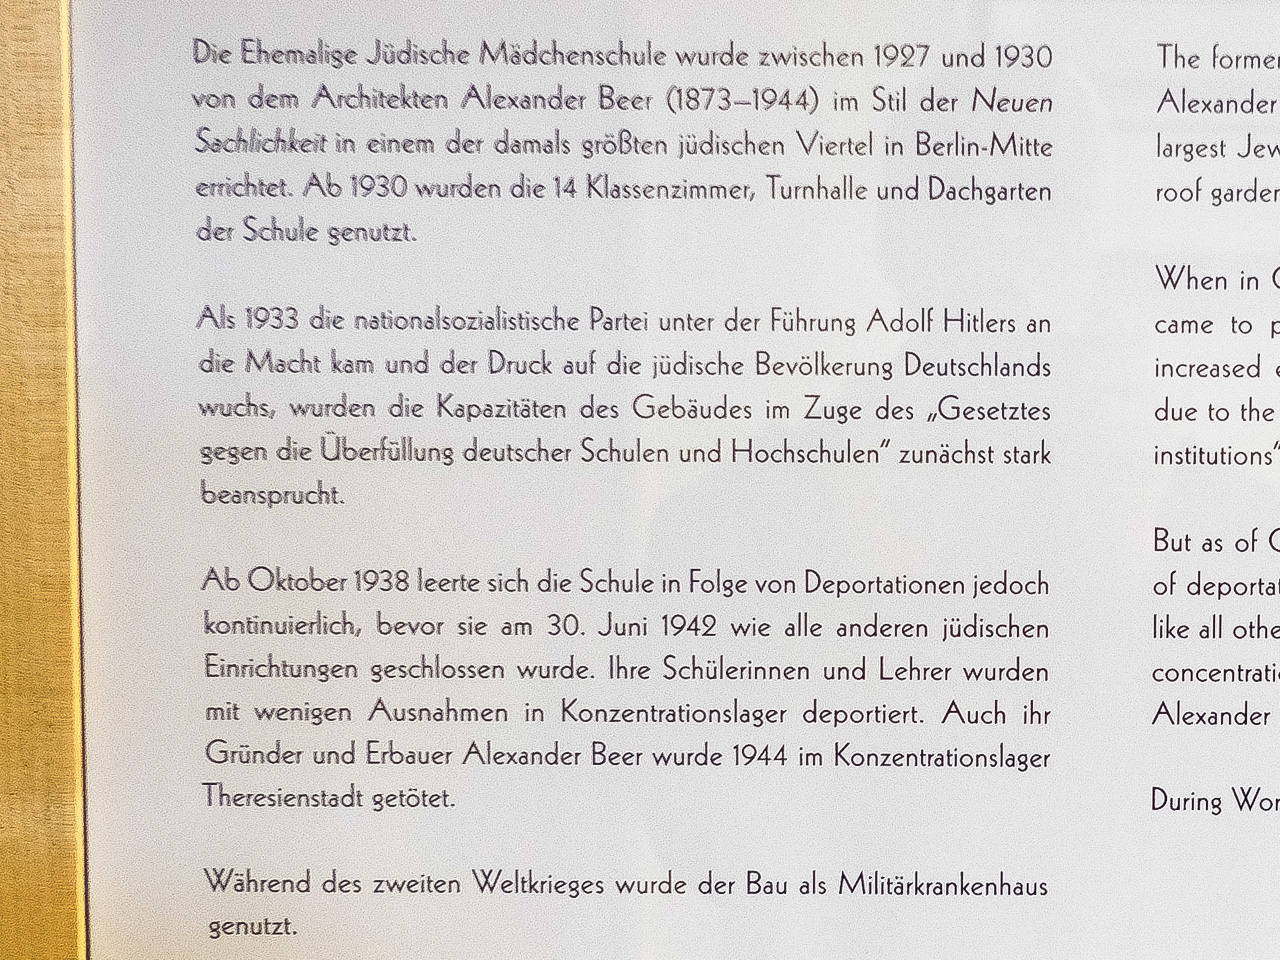 Die Ehemalige Jüdische Mädchenschule wurde zwischen 1927 und 1930
von dem Architekten Alexander Beer (1873–1944) im Stil der Neuen
Sachlichkeit in einem der damals größten jüdischen Viertel in Berlin-Mitte
errichtet. Ab 1930 wurden die 14 Klassenzimmer, Turnhalle und Dachgarten
der Schule genutzt.
Als 1933 die nationalsozialistische Partei unter der Führung Adolf Hitlers an
die Macht kam und der Druck auf die jüdische Bevölkerung Deutschlands
wuchs, wurden die Kapazitäten des Gebäudes im Zuge des „Gesetztes
gegen die Überfüllung deutscher Schulen und Hochschulen" zunächst stark
beansprucht.
Ab Oktober 1938 leerte sich die Schule in Folge von Deportationen jedoch
kontinuierlich, bevor sie am 30. Juni 1942 wie alle anderen jüdischen
Einrichtungen geschlossen wurde. Ihre Schülerinnen und Lehrer wurden
mit wenigen Ausnahmen in Konzentrationslager deportiert. Auch ihr
Gründer und Erbauer Alexander Beer wurde 1944 im Konzentrationslager
Theresienstadt getötet.
Während des zweiten Weltkrieges wurde der Bau als Militärkrankenhaus
genutzt.
The former
Alexander
largest
roof
When in
came to
increased
due to the
institutions"
But as of
of
like all
Alexander
During